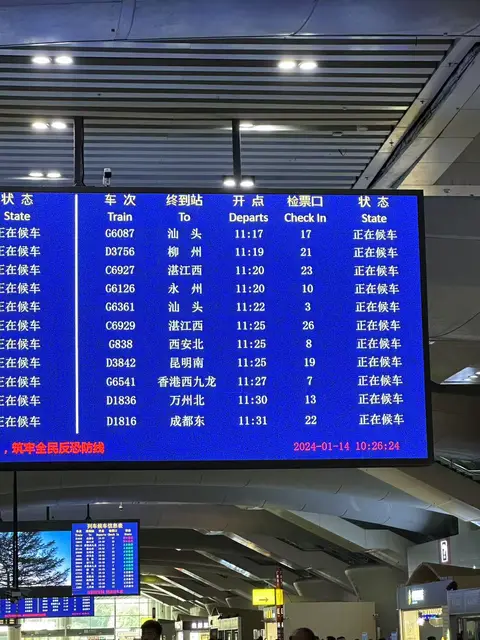 状 态 车 次 终到站 开 点 检票口 状 态
State Train To Departs Check In State
正在候车 G6087 汕 头 11:17 17 正在候车
正在候车 D3756 柳 州 11:19 21 正在候车
正在候车 C6927 湛江西 11:20 23 正在候车
正在候车 G6126 永 州 11:20 10 正在候车
正在候车 G6361 汕 头 11:22 3 正在候车
正在候车 C6929 湛江西 11:25 26 正在候车
正在候车 G838 西安北 11:25 8 正在候车
正在候车 D3842 昆明南 11:25 19 正在候车
正在候车 G6541 香港西九龙 11:27 7 正在候车
正在候车 D1836 万州北 11:30 13 正在候车
正在候车 D1816 成都东 11:31 22 正在候车
，筑牢全民反恐防线 2024-01-14 10:26:24